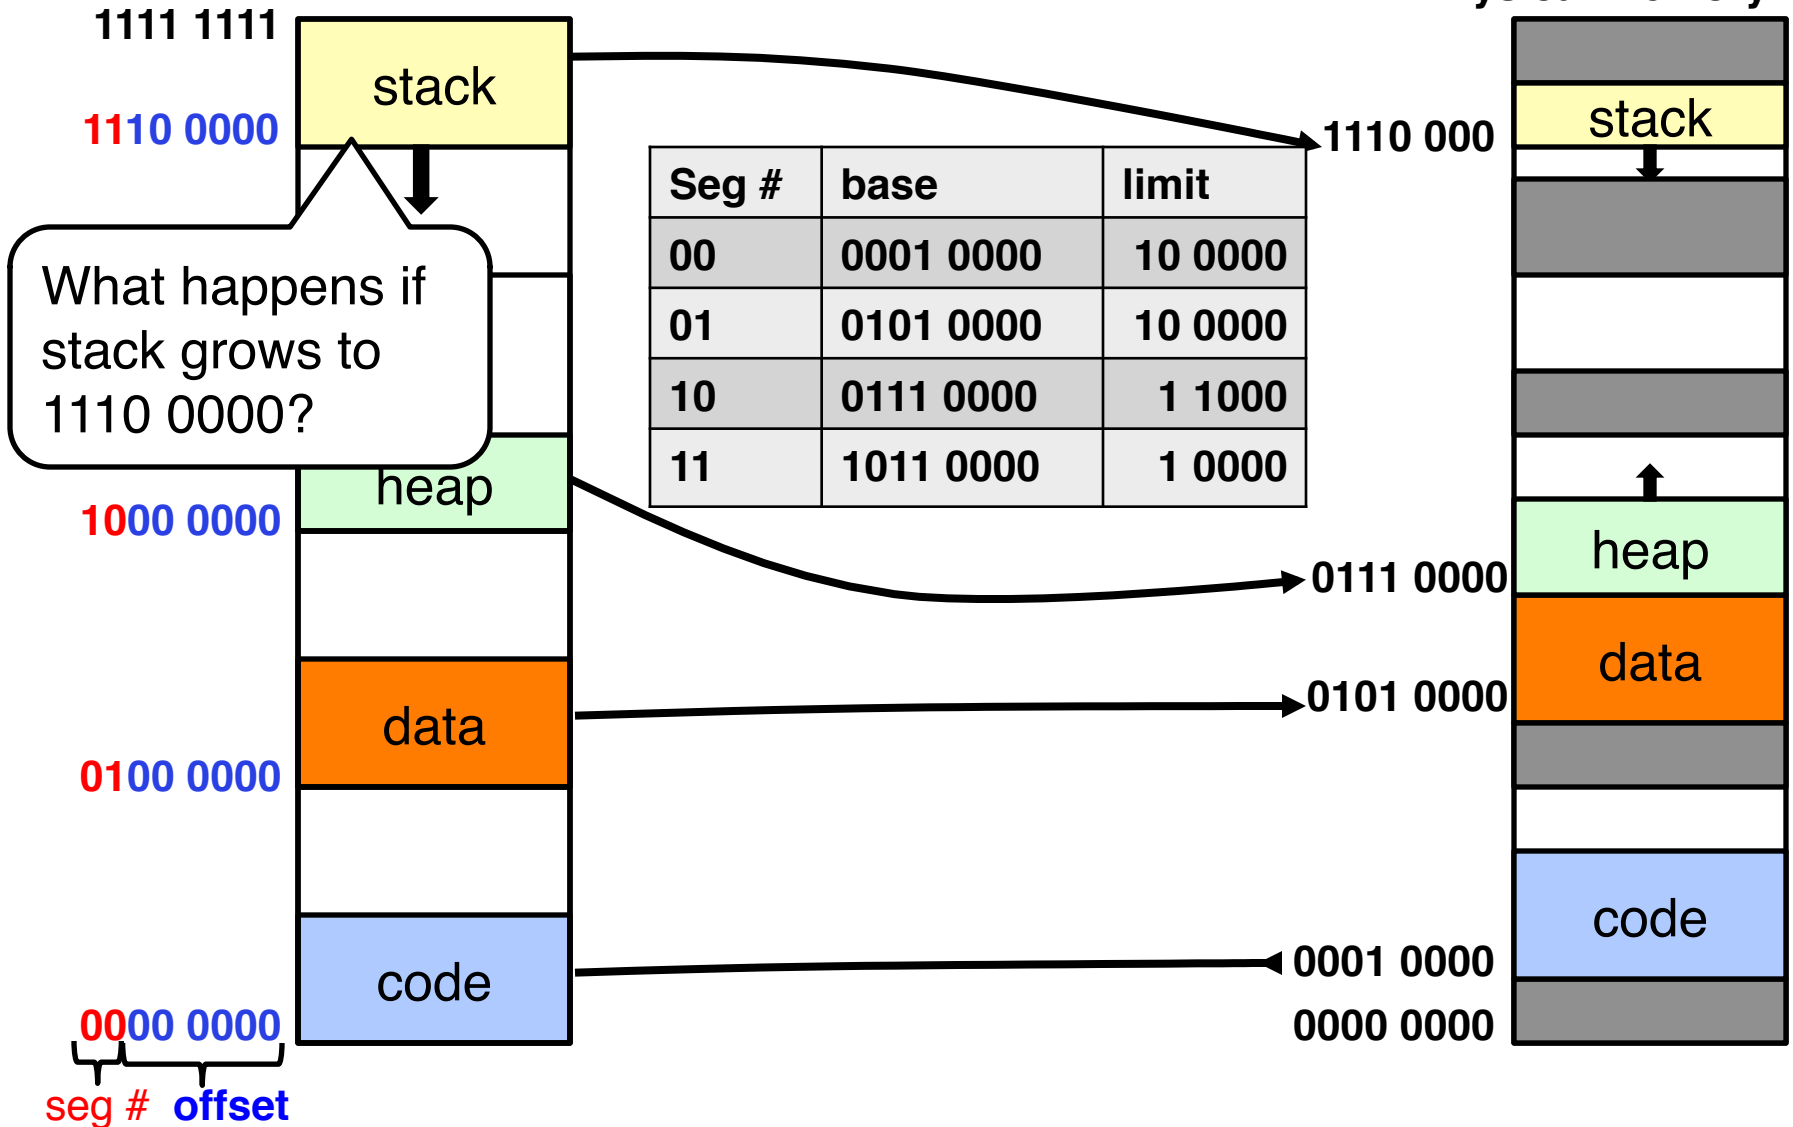 1111 1111
stack
1110 0000
What happens if
stack grows to
1110 0000?
heap
1000 0000
data
0100 0000
code
0000 0000
seg # offset
Seg # base limit
00 0001 0000 10 0000
01 0101 0000 10 0000
10 0111 0000 1 1000
11 1011 0000 1 0000
1110 000
stack
0111 0000
heap
0101 0000
data
0001 0000
code
0000 0000